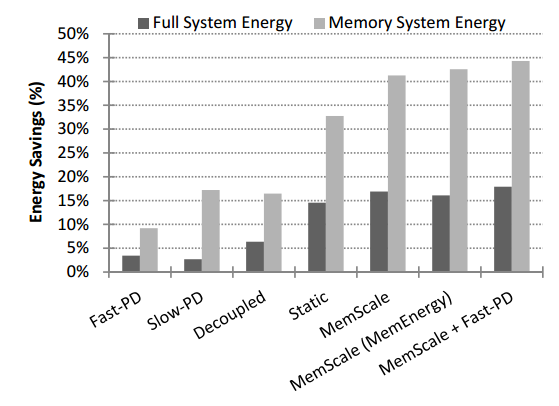 Full System Energy Memory System Energy
50%
45%
40%
35%
30%
25%
20%
15%
10%
5%
0%
Energy Savings (%)
Fast-PD
Slow-PD
Decoupled
Static
MemScale
MemScale (MemEnergy)
MemScale + Fast-PD